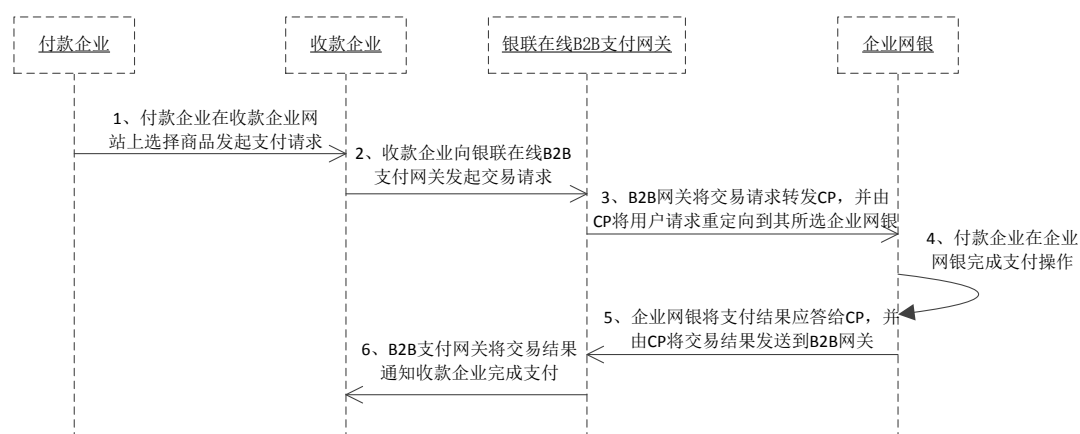 付款企业
收款企业
银联在线B2B支付网关
企业网银
1、付款企业在收款企业网
站上选择商品发起支付请求
2、收款企业向银联在线B2B
支付网关发起交易请求
3、B2B网关将交易请求转发CP，并由
CP将用户请求重定向到其所选企业网银
4、付款企业在企业
网银完成支付操作
5、企业网银将支付结果应答给CP，并
由CP将交易结果发送到B2B网关
6、B2B支付网关将交易结果
通知收款企业完成支付